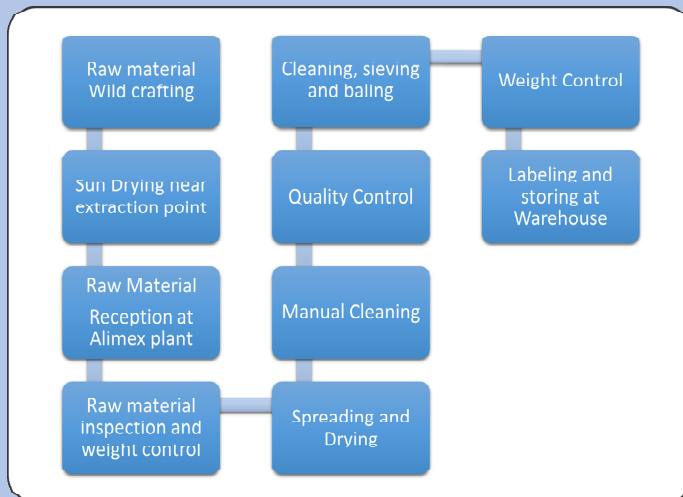 Raw material
Wild crafting
Sun Drying near
extraction point
Raw Material
Reception at
Alimex plant
Raw material
inspection and
weight control
Spreading and
Drying
Manual Cleaning
Quality Control
Cleaning, sieving
and baling
Weight Control
Labeling and
storing at
Warehouse